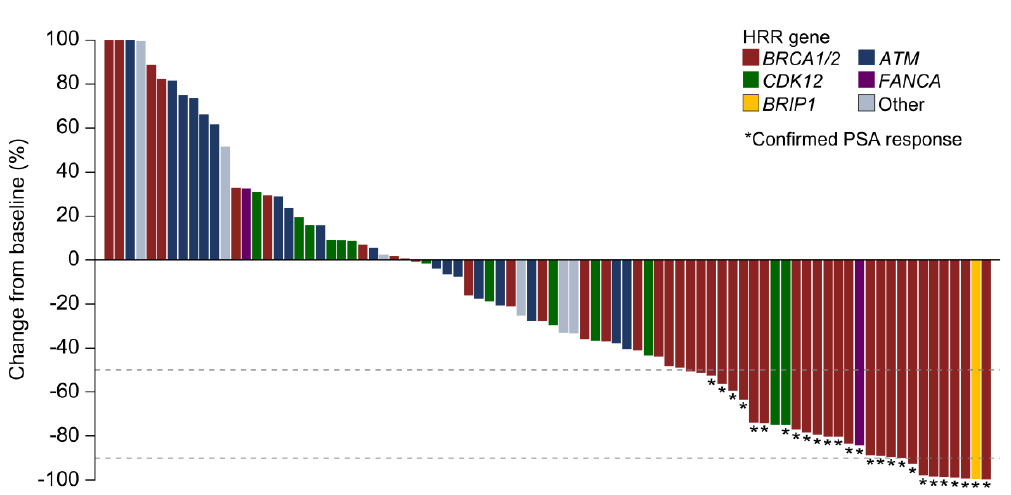 HRR gene
BRCA1/2
ATM
CDK12
FANCA
BRIP1
Other
*Confirmed PSA response
Change from baseline (%)
100
80
60
40
20
0
-20
-40
-60
-80
-100
* * * * ** * * * * * * * * * * * * * * * * * * * *